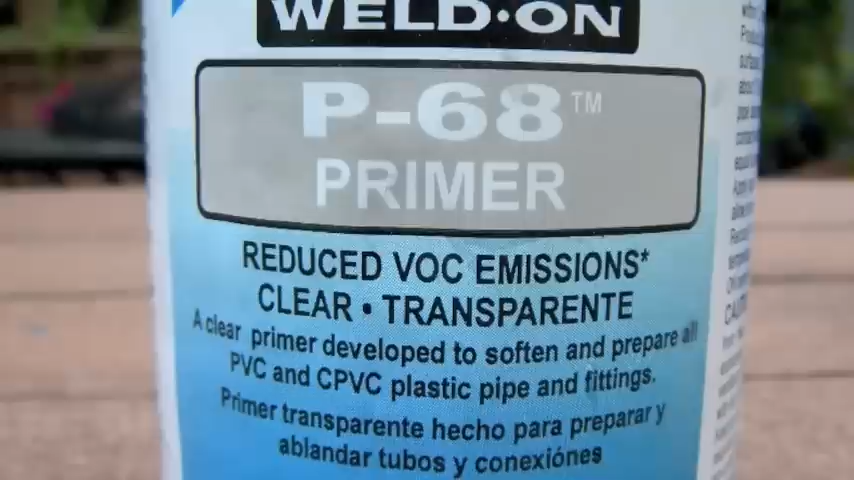 WELD·ON
P-68™
PRIMER
REDUCED VOC EMISSIONS*
CLEAR • TRANSPARENTE
A clear primer developed to soften and prepare all
PVC and CPVC plastic pipe and fittings.
Primer transparente hecho para preparar y
ablandar tubos y conexiónes